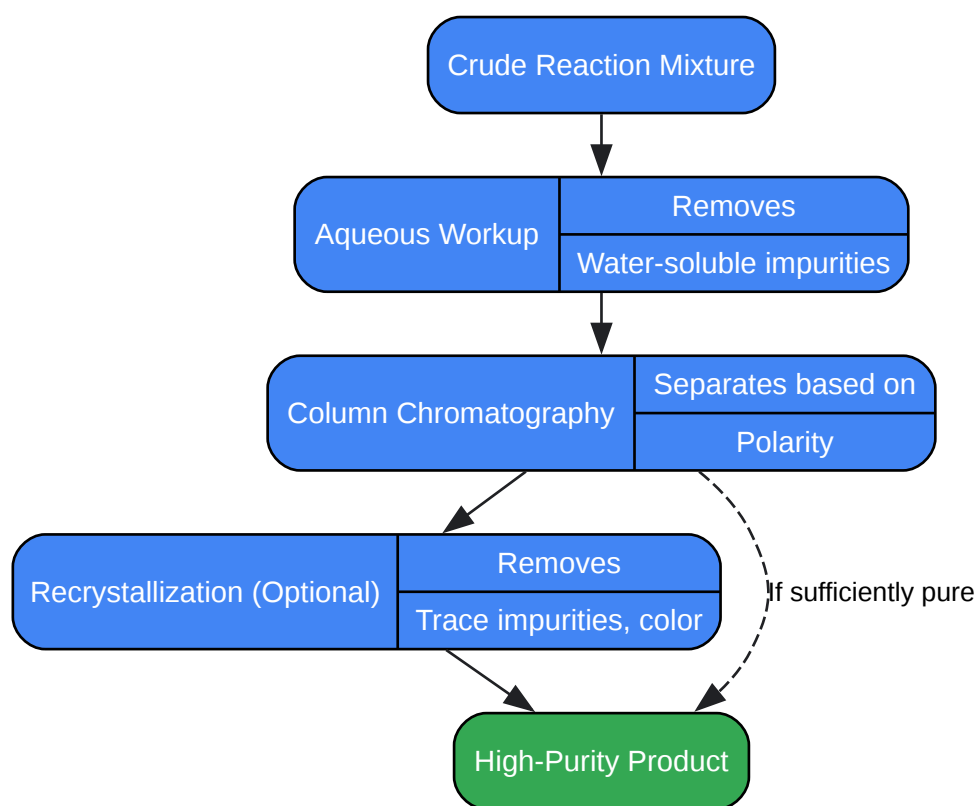 Crude Reaction Mixture
Aqueous Workup
Removes
Water-soluble impurities
Column Chromatography
Separates based on
Polarity
Recrystallization (Optional)
Removes
Trace impurities, color
If sufficiently pure
High-Purity Product